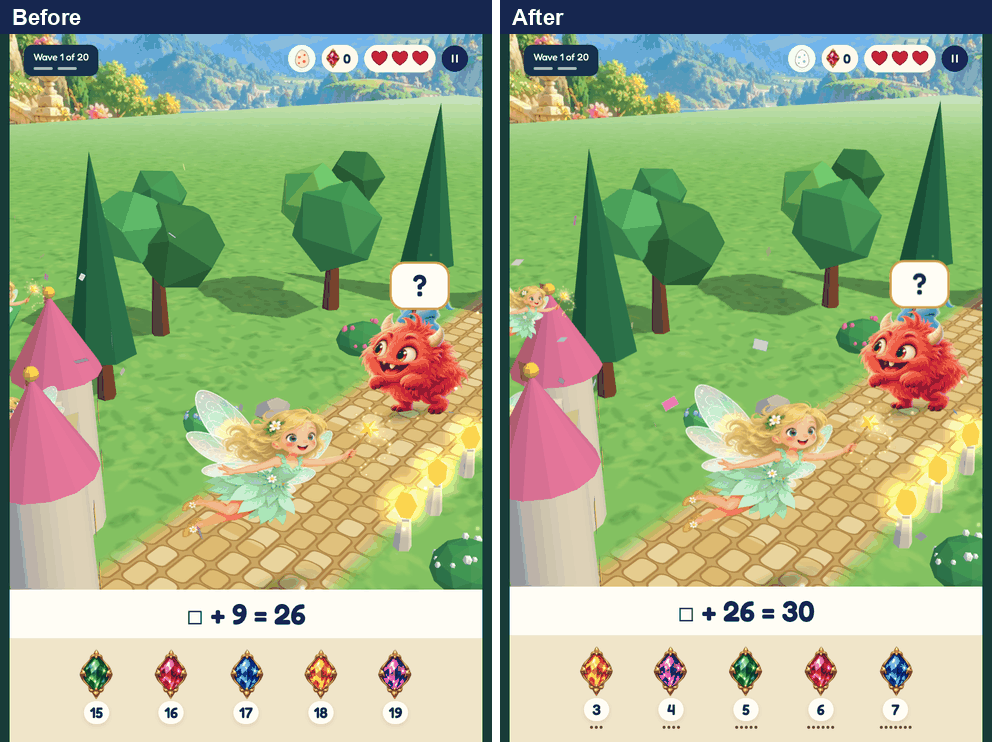 Before
After
Wave 1 of 20
0
Wave 1 of 20
0
?
?
□ + 9 = 26
□ + 26 = 30
15 16 17 18 19
3 4 5 6 7